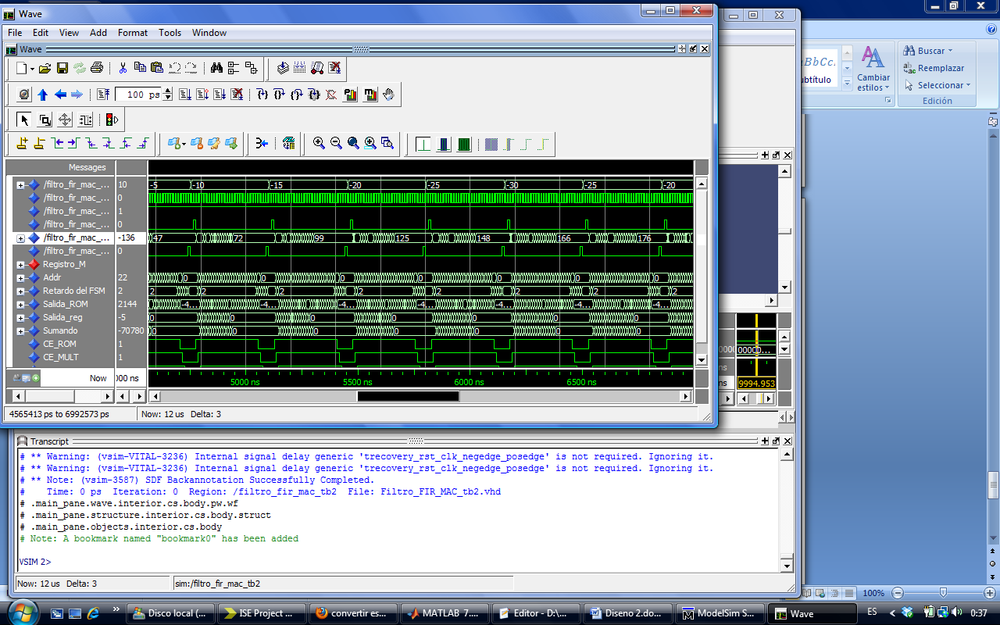 Wave
File Edit View Add Format Tools Window
Wave
100 ps
Messages
/filtro_fir_mac_... 10 -5 -10 -15 -20 -25 -30 -25 -20
/filtro_fir_mac_... 0
/filtro_fir_mac_... 1
/filtro_fir_mac_... 0
/filtro_fir_mac_... -136 47 72 99 125 148 166 176
/filtro_fir_mac_... 0
Registro_M
Addr 22 0 0 0 0 0 0 0
Retardo del FSM 2 2 2 2 2 2 2 2 2
Salida_ROM 2144 -4... -4... -4... -4... -4... -4... -4...
Salida_reg -5 0 0 0 0 0 0 0
Sumando -70780 0 0 0 0 0 0 0
CE_ROM 1
CE_MULT 1
Now 000 ns 5000 ns 5500 ns 6000 ns 6500 ns
4565413 ps to 6992573 ps Now: 12 us Delta: 3
bBbCc.
ubtítulo
Cambiar
estilos
Buscar
Reemplazar
Seleccionar
Edición
00000
00000...
ns
ns
9994.953
Transcript
# ** Warning: (vsim-VITAL-3236) Internal signal delay generic 'trecovery_rst_clk_negedge_posedge' is not required. Ignoring it.
# ** Warning: (vsim-VITAL-3236) Internal signal delay generic 'trecovery_rst_clk_negedge_posedge' is not required. Ignoring it.
# ** Note: (vsim-3587) SDF Backannotation Successfully Completed.
#    Time: 0 ps  Iteration: 0  Region: /filtro_fir_mac_tb2  File: Filtro_FIR_MAC_tb2.vhd
# .main_pane.wave.interior.cs.body.pw.wf
# .main_pane.structure.interior.cs.body.struct
# .main_pane.objects.interior.cs.body
# Note: A bookmark named "bookmark0" has been added
VSIM 2>
Now: 12 us Delta: 3 sim:/filtro_fir_mac_tb2
100%
Disco local (... ISE Project ... convertir es... MATLAB 7.... Editor - D:\... Diseno 2.do... ModelSim S... Wave ES 0:37